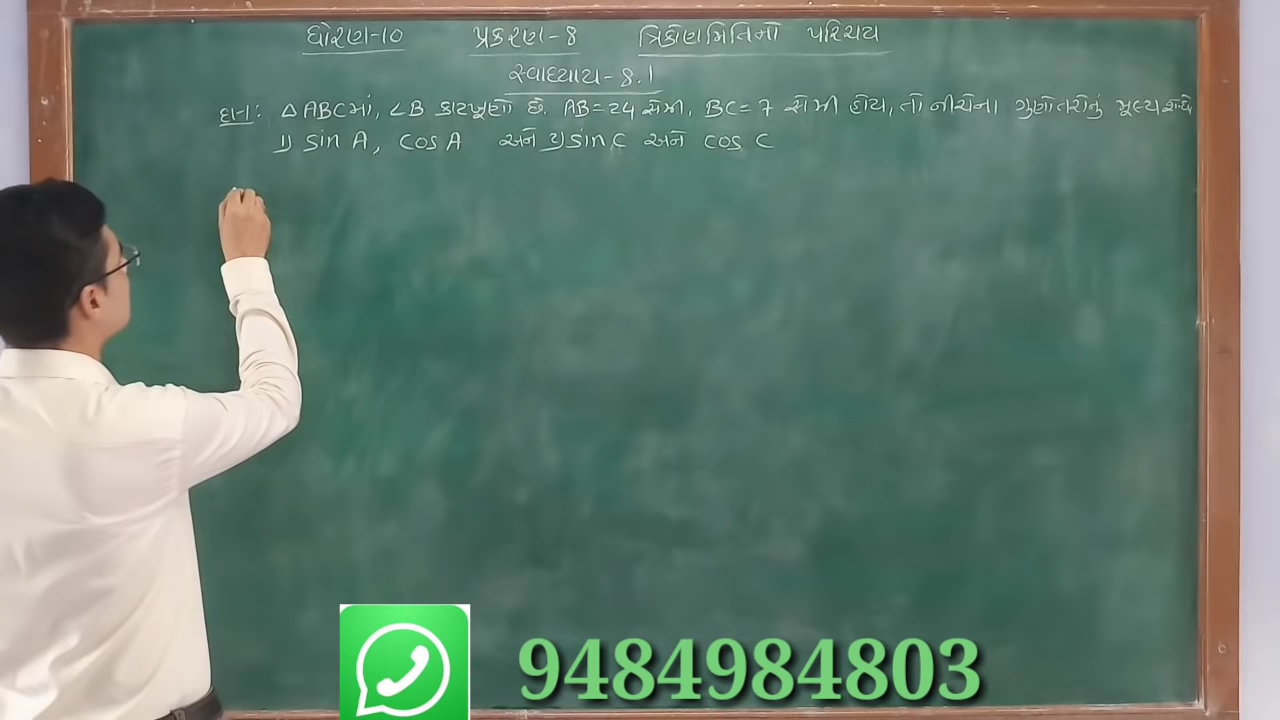 ધોરણ-10 પ્રકરણ-8 ત્રિકોણમિતિનો પરિચય
સ્વાધ્યાય-8.1
દાખ: △ABCમાં, ∠B કાટખૂણો છે. AB=24 સેમી, BC=7 સેમી હોય, તો નીચેના ગુણોત્તરોનું મૂલ્ય શોધો
1) sin A, cos A અને 2) sin C અને cos C
9484984803